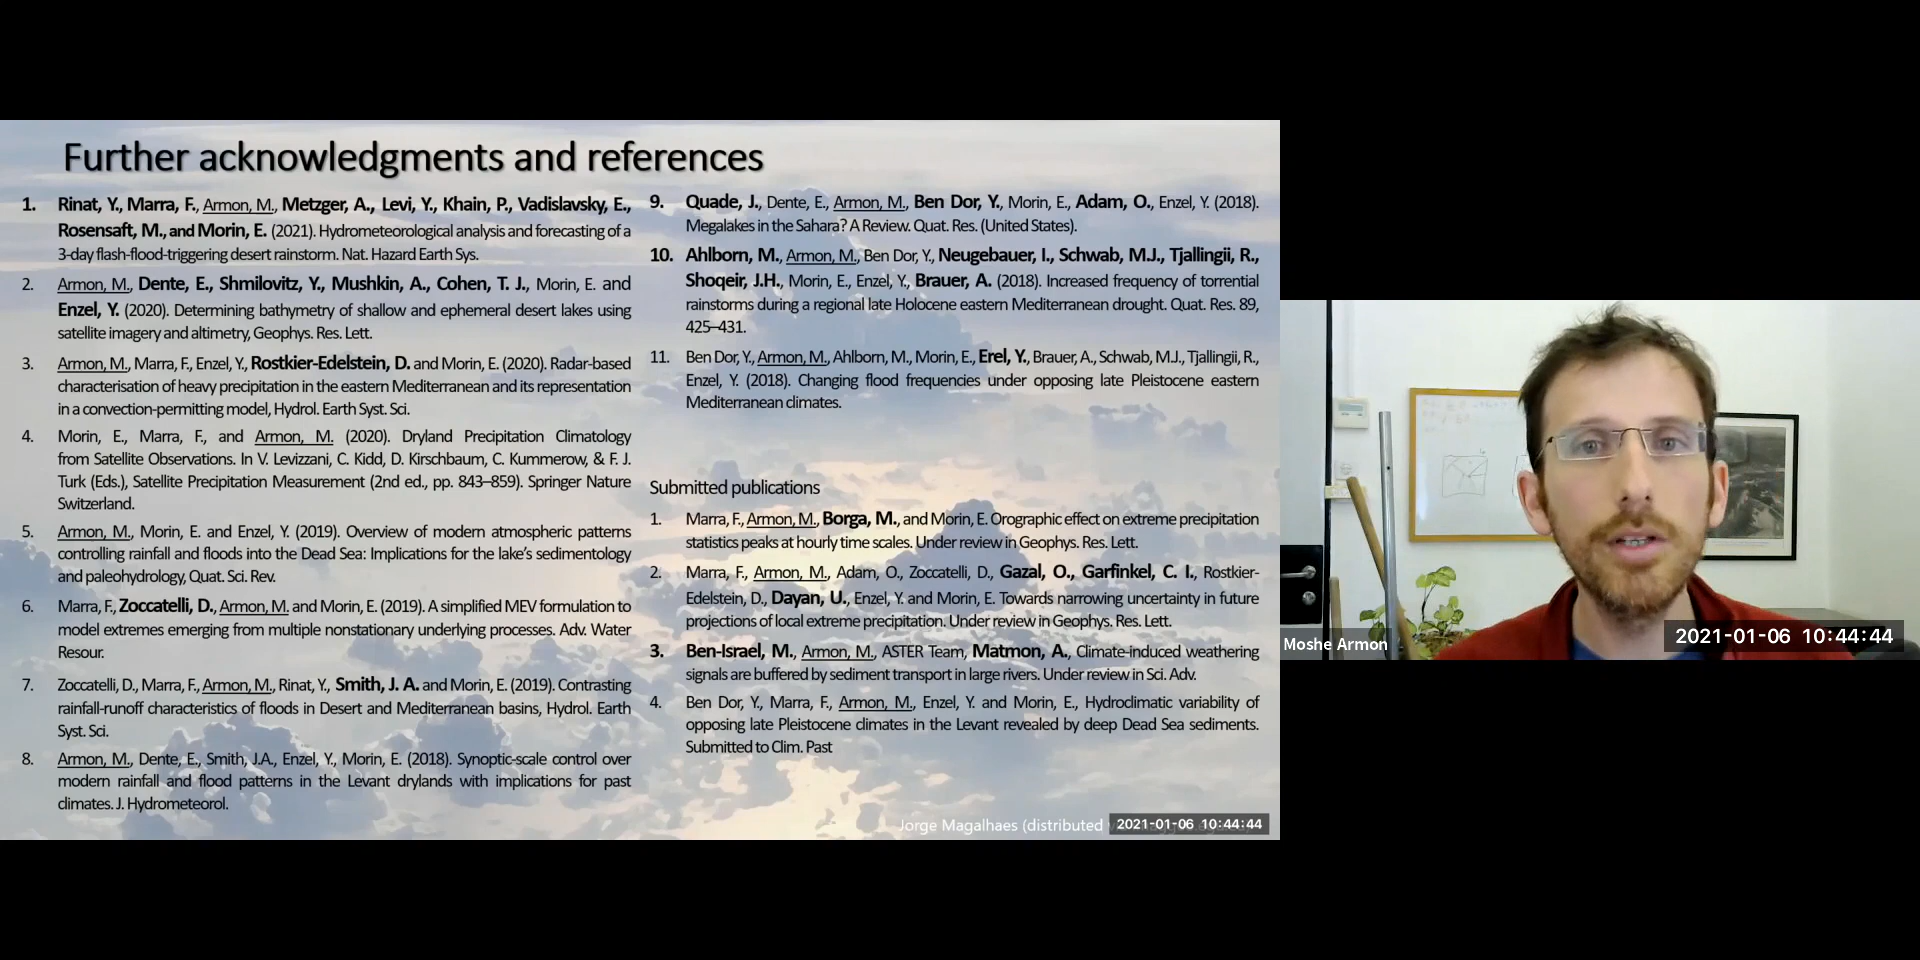 Further acknowledgments and references
1. Rinat, Y., Marra, F., Armon, M., Metzger, A., Levi, Y., Khain, P., Vadislavsky, E.,
Rosensaft, M., and Morin, E. (2021). Hydrometeorological analysis and forecasting of a
3-day flash-flood-triggering desert rainstorm. Nat. Hazard Earth Sys.
2. Armon, M., Dente, E., Shmilovitz, Y., Mushkin, A., Cohen, T. J., Morin, E. and
Enzel, Y. (2020). Determining bathymetry of shallow and ephemeral desert lakes using
satellite imagery and altimetry, Geophys. Res. Lett.
3. Armon, M., Marra, F., Enzel, Y., Rostkier-Edelstein, D. and Morin, E. (2020). Radar-based
characterisation of heavy precipitation in the eastern Mediterranean and its representation
in a convection-permitting model, Hydrol. Earth Syst. Sci.
4. Morin, E., Marra, F., and Armon, M. (2020). Dryland Precipitation Climatology
from Satellite Observations. In V. Levizzani, C. Kidd, D. Kirschbaum, C. Kummerow, & F. J.
Turk (Eds.), Satellite Precipitation Measurement (2nd ed., pp. 843–859). Springer Nature
Switzerland.
5. Armon, M., Morin, E. and Enzel, Y. (2019). Overview of modern atmospheric patterns
controlling rainfall and floods into the Dead Sea: Implications for the lake's sedimentology
and paleohydrology, Quat. Sci. Rev.
6. Marra, F., Zoccatelli, D., Armon, M. and Morin, E. (2019). A simplified MEV formulation to
model extremes emerging from multiple nonstationary underlying processes. Adv. Water
Resour.
7. Zoccatelli, D., Marra, F., Armon, M., Rinat, Y., Smith, J. A. and Morin, E. (2019). Contrasting
rainfall-runoff characteristics of floods in Desert and Mediterranean basins, Hydrol. Earth
Syst. Sci.
8. Armon, M., Dente, E., Smith, J.A., Enzel, Y., Morin, E. (2018). Synoptic-scale control over
modern rainfall and flood patterns in the Levant drylands with implications for past
climates. J. Hydrometeorol.
9. Quade, J., Dente, E., Armon, M., Ben Dor, Y., Morin, E., Adam, O., Enzel, Y. (2018).
Megalakes in the Sahara? A Review. Quat. Res. (United States).
10. Ahlborn, M., Armon, M., Ben Dor, Y., Neugebauer, I., Schwab, M.J., Tjallingii, R.,
Shoqeir, J.H., Morin, E., Enzel, Y., Brauer, A. (2018). Increased frequency of torrential
rainstorms during a regional late Holocene eastern Mediterranean drought. Quat. Res. 89,
425–431.
11. Ben Dor, Y., Armon, M., Ahlborn, M., Morin, E., Erel, Y., Brauer, A., Schwab, M.J., Tjallingii, R.,
Enzel, Y. (2018). Changing flood frequencies under opposing late Pleistocene eastern
Mediterranean climates.
Submitted publications
1. Marra, F., Armon, M., Borga, M., and Morin, E. Orographic effect on extreme precipitation
statistics peaks at hourly time scales. Under review in Geophys. Res. Lett.
2. Marra, F., Armon, M., Adam, O., Zoccatelli, D., Gazal, O., Garfinkel, C. I., Rostkier-
Edelstein, D., Dayan, U., Enzel, Y. and Morin, E. Towards narrowing uncertainty in future
projections of local extreme precipitation. Under review in Geophys. Res. Lett.
3. Ben-Israel, M., Armon, M., ASTER Team, Matmon, A., Climate-induced weathering
signals are buffered by sediment transport in large rivers. Under review in Sci. Adv.
4. Ben Dor, Y., Marra, F., Armon, M., Enzel, Y. and Morin, E., Hydroclimatic variability of
opposing late Pleistocene climates in the Levant revealed by deep Dead Sea sediments.
Submitted to Clim. Past
Jorge Magalhaes (distributed
2021-01-06 10:44:44
Moshe Armon
2021-01-06 10:44:44